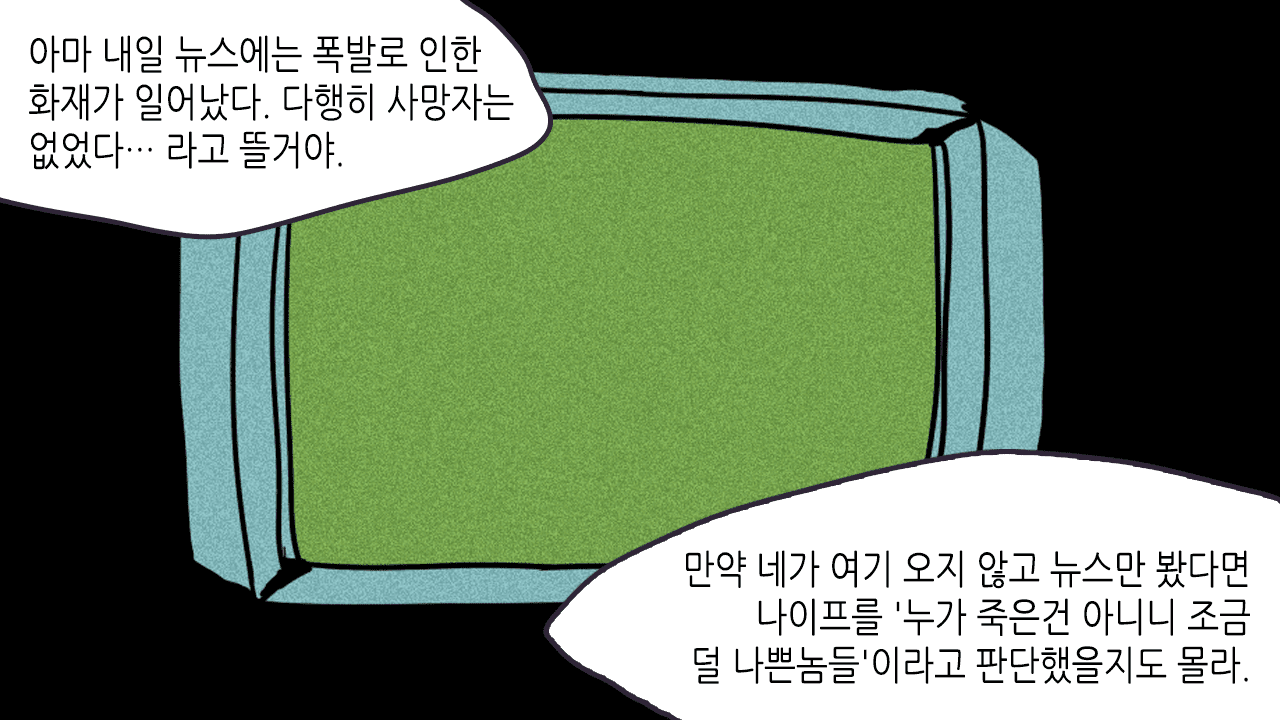 아마 내일 뉴스에는 폭발로 인한
화재가 일어났다. 다행히 사망자는
없었다… 라고 뜰거야.
만약 네가 여기 오지 않고 뉴스만 봤다면
나이프를 '누가 죽은건 아니니 조금
덜 나쁜놈들'이라고 판단했을지도 몰라.